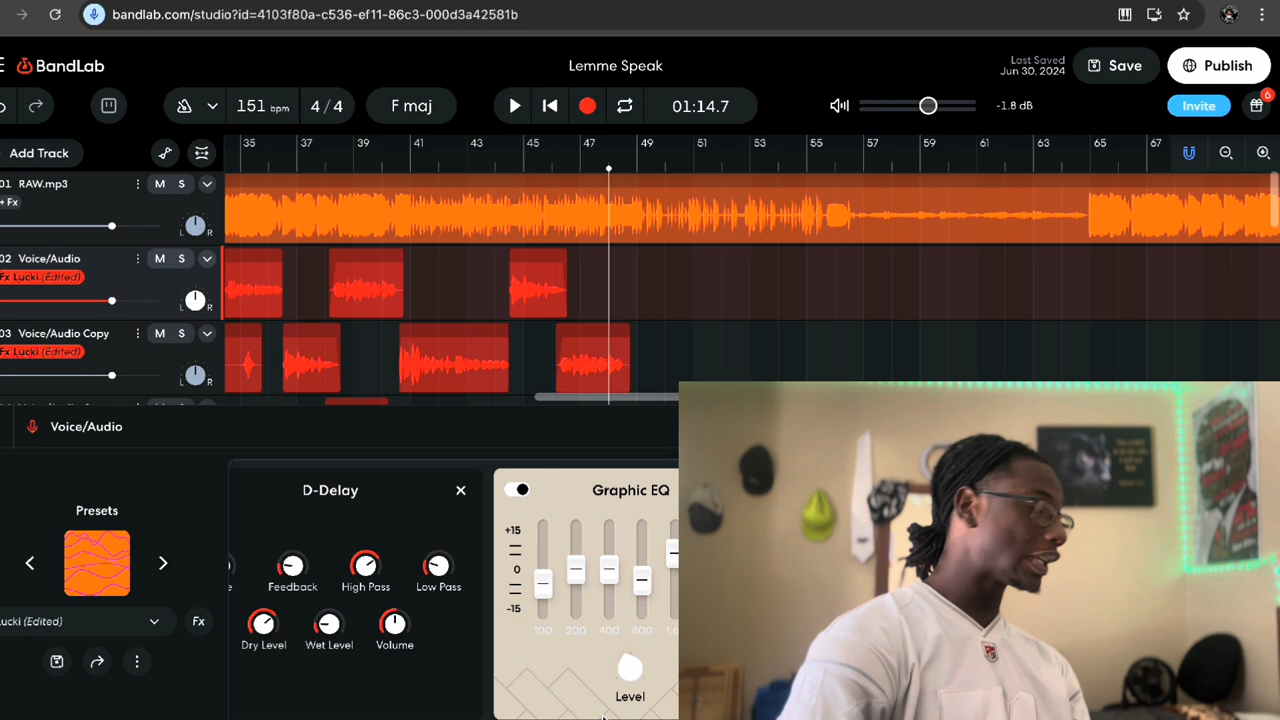 bandlab.com/studio?id=4103f80a-c536-ef11-86c3-000d3a42581b
BandLab
Lemme Speak
Last Saved
Jun 30, 2024
Save
Publish
151 bpm
4/4
F maj
01:14.7
-1.8 dB
Invite
6
Add Track
35 37 39 41 43 45 47 49 51 53 55 57 59 61 63 65 67
01 RAW.mp3
M S
+ Fx
L R
02 Voice/Audio
M S
Fx Lucki (Edited)
L R
03 Voice/Audio Copy
M S
Fx Lucki (Edited)
L R
Voice/Audio
Presets
Lucki (Edited)
Fx
D-Delay
Feedback High Pass Low Pass
Dry Level Wet Level Volume
Graphic EQ
+15
0
-15
100 200 400 800 1.6
Level